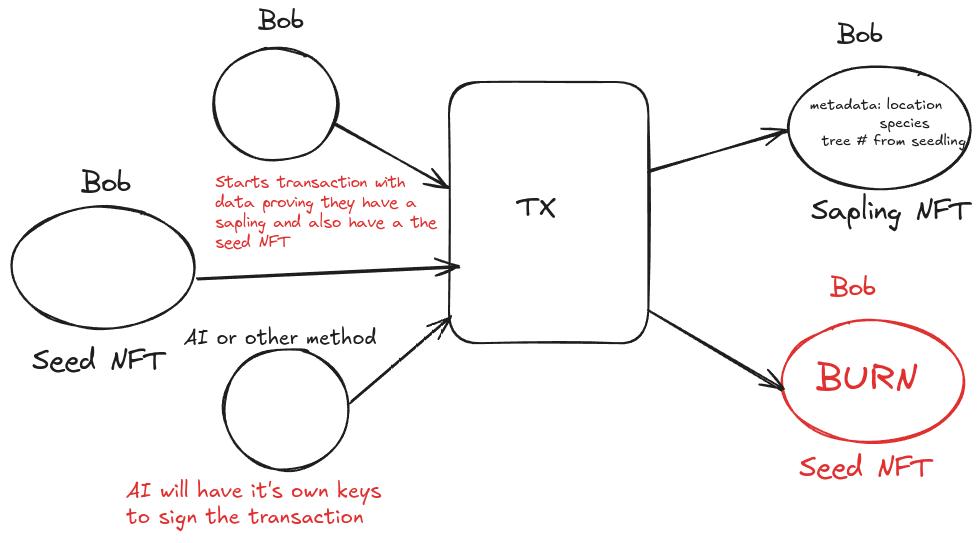 Bob
Starts transaction with
data proving they have a
sapling and also have a the
seed NFT
Bob
Seed NFT
AI or other method
AI will have it's own keys
to sign the transaction
TX
Bob
metadata: location
species
tree # from seedling
Sapling NFT
Bob
BURN
Seed NFT